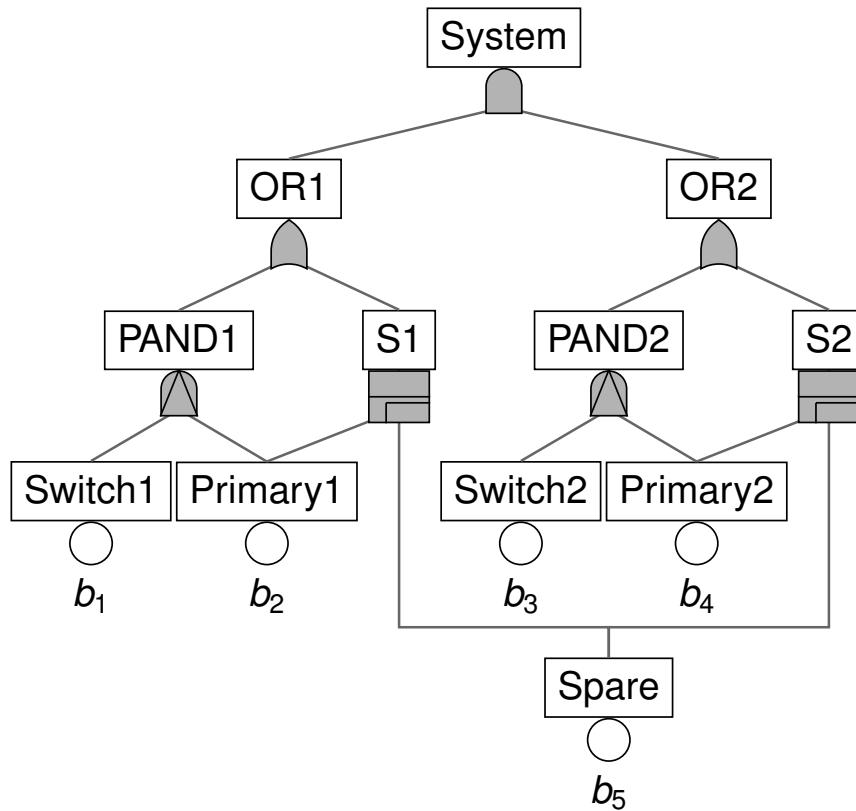 System
OR1
OR2
PAND1
S1
PAND2
S2
Switch1
Primary1
Switch2
Primary2
b₁
b₂
b₃
b₄
Spare
b₅